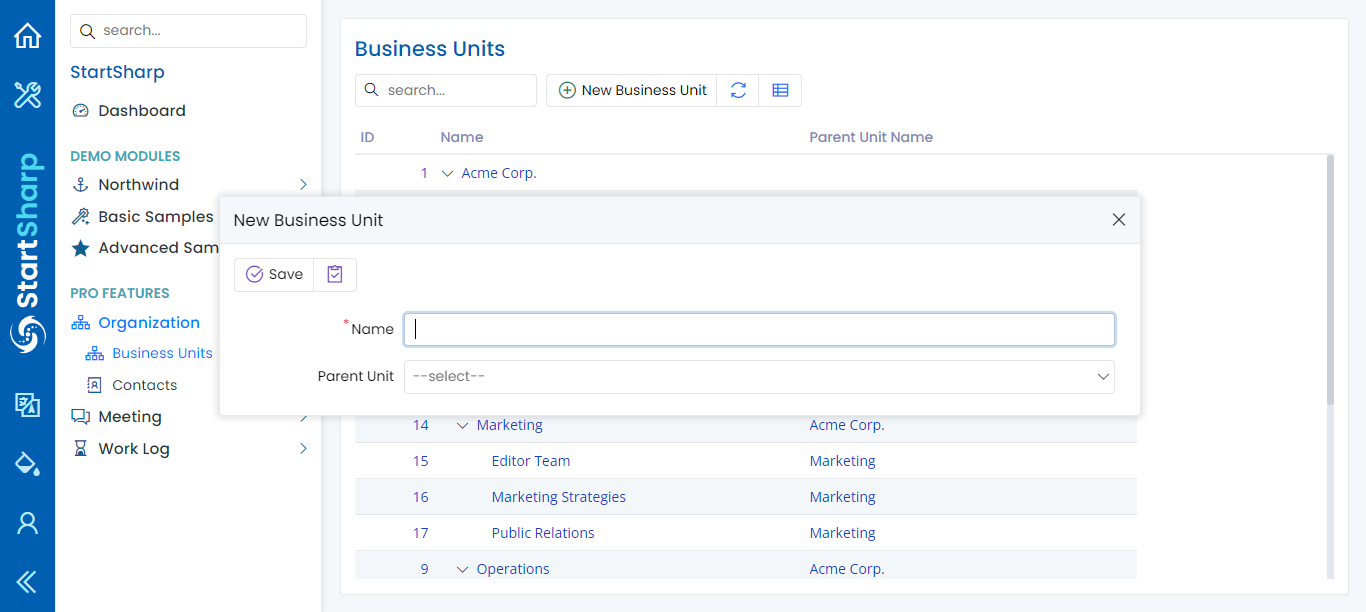 StartSharp
search...
StartSharp
Dashboard
DEMO MODULES
Northwind
Basic Samples
Advanced Sam
PRO FEATURES
Organization
Business Units
Contacts
Meeting
Work Log
Business Units
search...
New Business Unit
ID Name Parent Unit Name
1 Acme Corp.
New Business Unit
Save
*Name
Parent Unit --select--
14 Marketing Acme Corp.
15 Editor Team Marketing
16 Marketing Strategies Marketing
17 Public Relations Marketing
9 Operations Acme Corp.